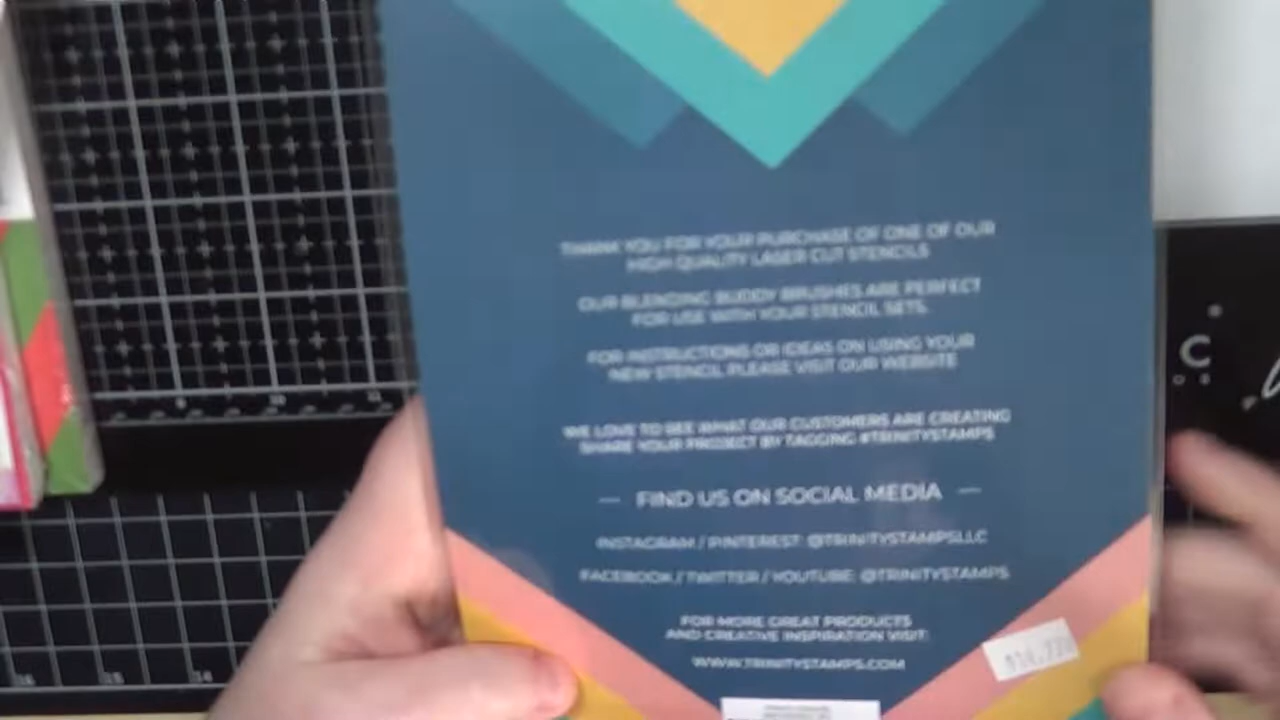 THANK YOU FOR YOUR PURCHASE OF ONE OF OUR
HIGH QUALITY LASER CUT STENCILS
OUR BLENDING BUDDY BRUSHES ARE PERFECT
FOR USE WITH YOUR STENCIL SETS.
FOR INSTRUCTIONS OR IDEAS ON USING YOUR
NEW STENCIL PLEASE VISIT OUR WEBSITE
WE LOVE TO SEE WHAT OUR CUSTOMERS ARE CREATING
SHARE YOUR PROJECT BY TAGGING #TRINITYSTAMPS
— FIND US ON SOCIAL MEDIA —
INSTAGRAM / PINTEREST: @TRINITYSTAMPSLLC
FACEBOOK / TWITTER / YOUTUBE: @TRINITYSTAMPS
FOR MORE GREAT PRODUCTS
AND CREATIVE INSPIRATION VISIT:
WWW.TRINITYSTAMPS.COM
C